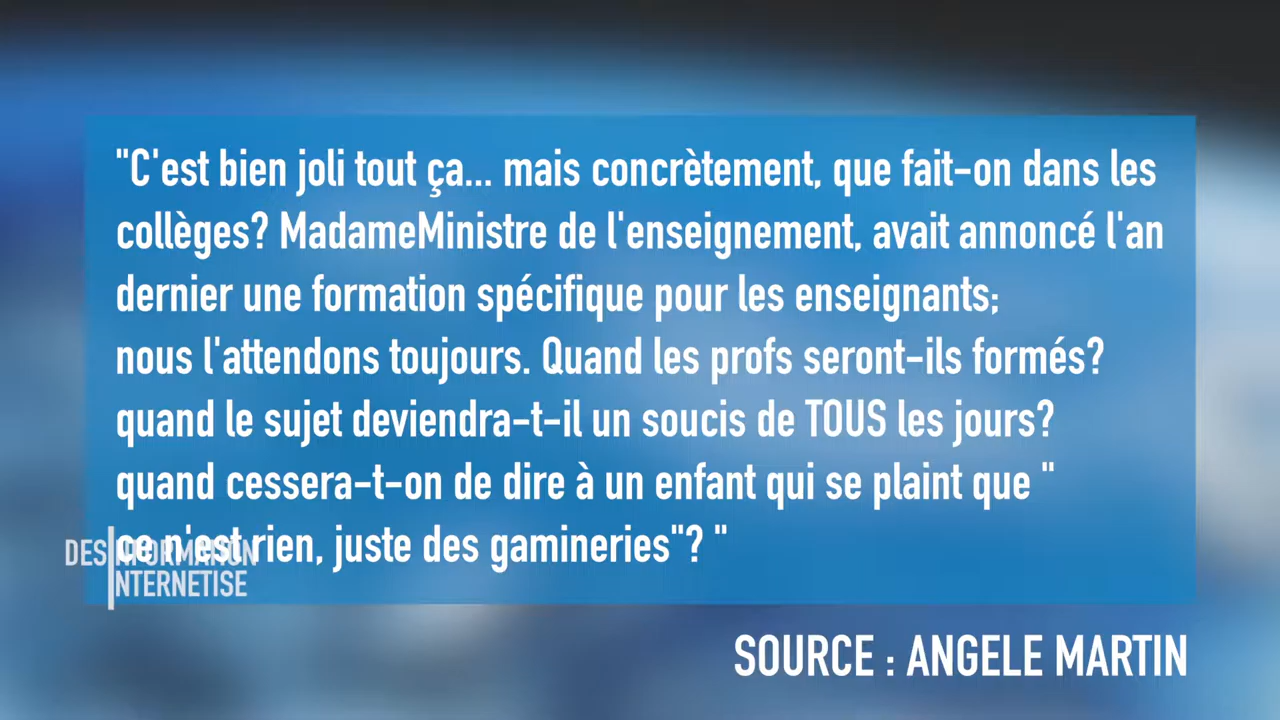 "C'est bien joli tout ça... mais concrètement, que fait-on dans les
collèges? MadameMinistre de l'enseignement, avait annoncé l'an
dernier une formation spécifique pour les enseignants;
nous l'attendons toujours. Quand les profs seront-ils formés?
quand le sujet deviendra-t-il un soucis de TOUS les jours?
quand cessera-t-on de dire à un enfant qui se plaint que "
ce n'est rien, juste des gamineries"? "
DESINFORMATION
INTERNETISE
SOURCE : ANGELE MARTIN